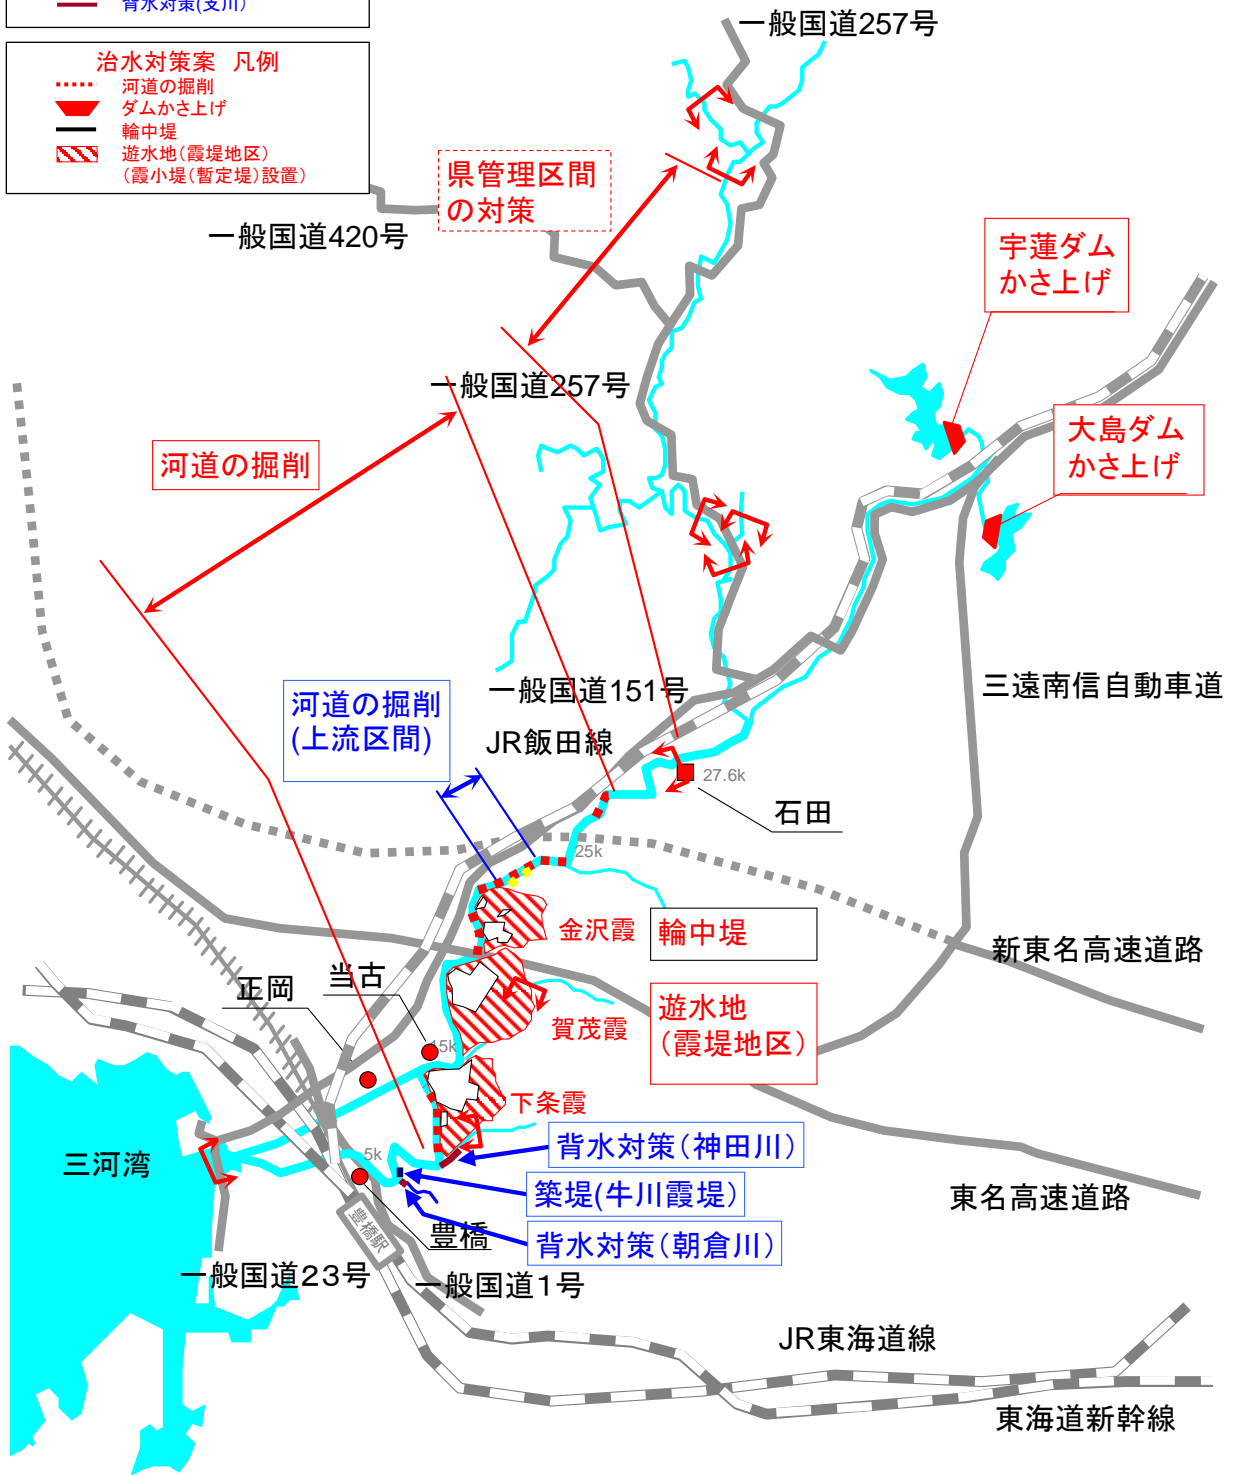 背水対策(支川)
治水対策案 凡例
河道の掘削
ダムかさ上げ
輪中堤
遊水地(霞堤地区)
(霞小堤(暫定堤)設置)
一般国道257号
県管理区間
の対策
一般国道420号
宇蓮ダム
かさ上げ
一般国道257号
大島ダム
かさ上げ
河道の掘削
三遠南信自動車道
一般国道151号
河道の掘削
(上流区間)
JR飯田線
27.6k
石田
25k
金沢霞
輪中堤
新東名高速道路
当古
正岡
遊水地
(霞堤地区)
賀茂霞
15k
下条霞
背水対策(神田川)
三河湾
5k
築堤(牛川霞堤)
東名高速道路
豊橋
豊橋駅
背水対策(朝倉川)
一般国道23号
一般国道1号
JR東海道線
東海道新幹線